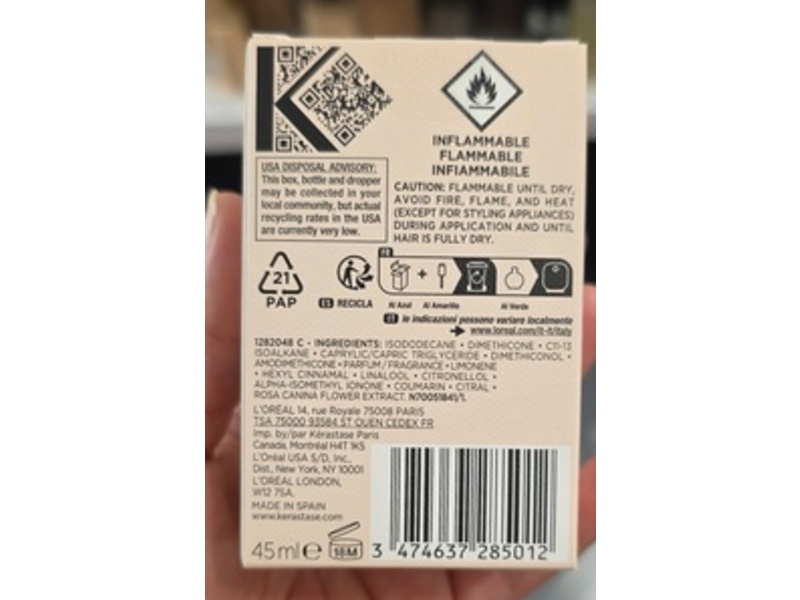 INFLAMMABLE
FLAMMABLE
INFIAMMABILE
USA DISPOSAL ADVISORY:
This box, bottle and dropper
may be collected in your
local community, but actual
recycling rates in the USA
are currently very low.
CAUTION: FLAMMABLE UNTIL DRY,
AVOID FIRE, FLAME, AND HEAT
(EXCEPT FOR STYLING APPLIANCES)
DURING APPLICATION AND UNTIL
HAIR IS FULLY DRY.
21
PAP
FR
+
ES RECICLA
Al Azul Al Amarillo Al Verde
IT le indicazioni possono variare localmente
www.loreal.com/it-it/italy
1282048 C • INGREDIENTS: ISODODECANE • DIMETHICONE • C11-13
ISOALKANE • CAPRYLIC/CAPRIC TRIGLYCERIDE • DIMETHICONOL •
AMODIMETHICONE • PARFUM / FRAGRANCE • LIMONENE
• HEXYL CINNAMAL • LINALOOL • CITRONELLOL •
ALPHA-ISOMETHYL IONONE • COUMARIN • CITRAL •
ROSA CANINA FLOWER EXTRACT. N70051841/1.
L'ORÉAL 14, rue Royale 75008 PARIS
TSA 75000 93584 ST OUEN CEDEX FR
Imp. by/par Kérastase Paris
Canada, Montréal H4T 1K5
L'Oréal USA S/D, Inc.,
Dist., New York, NY 10001
L'ORÉAL LONDON,
W12 7SA.
MADE IN SPAIN
www.kerastase.com
45 ml e 18M
3 474637 285012